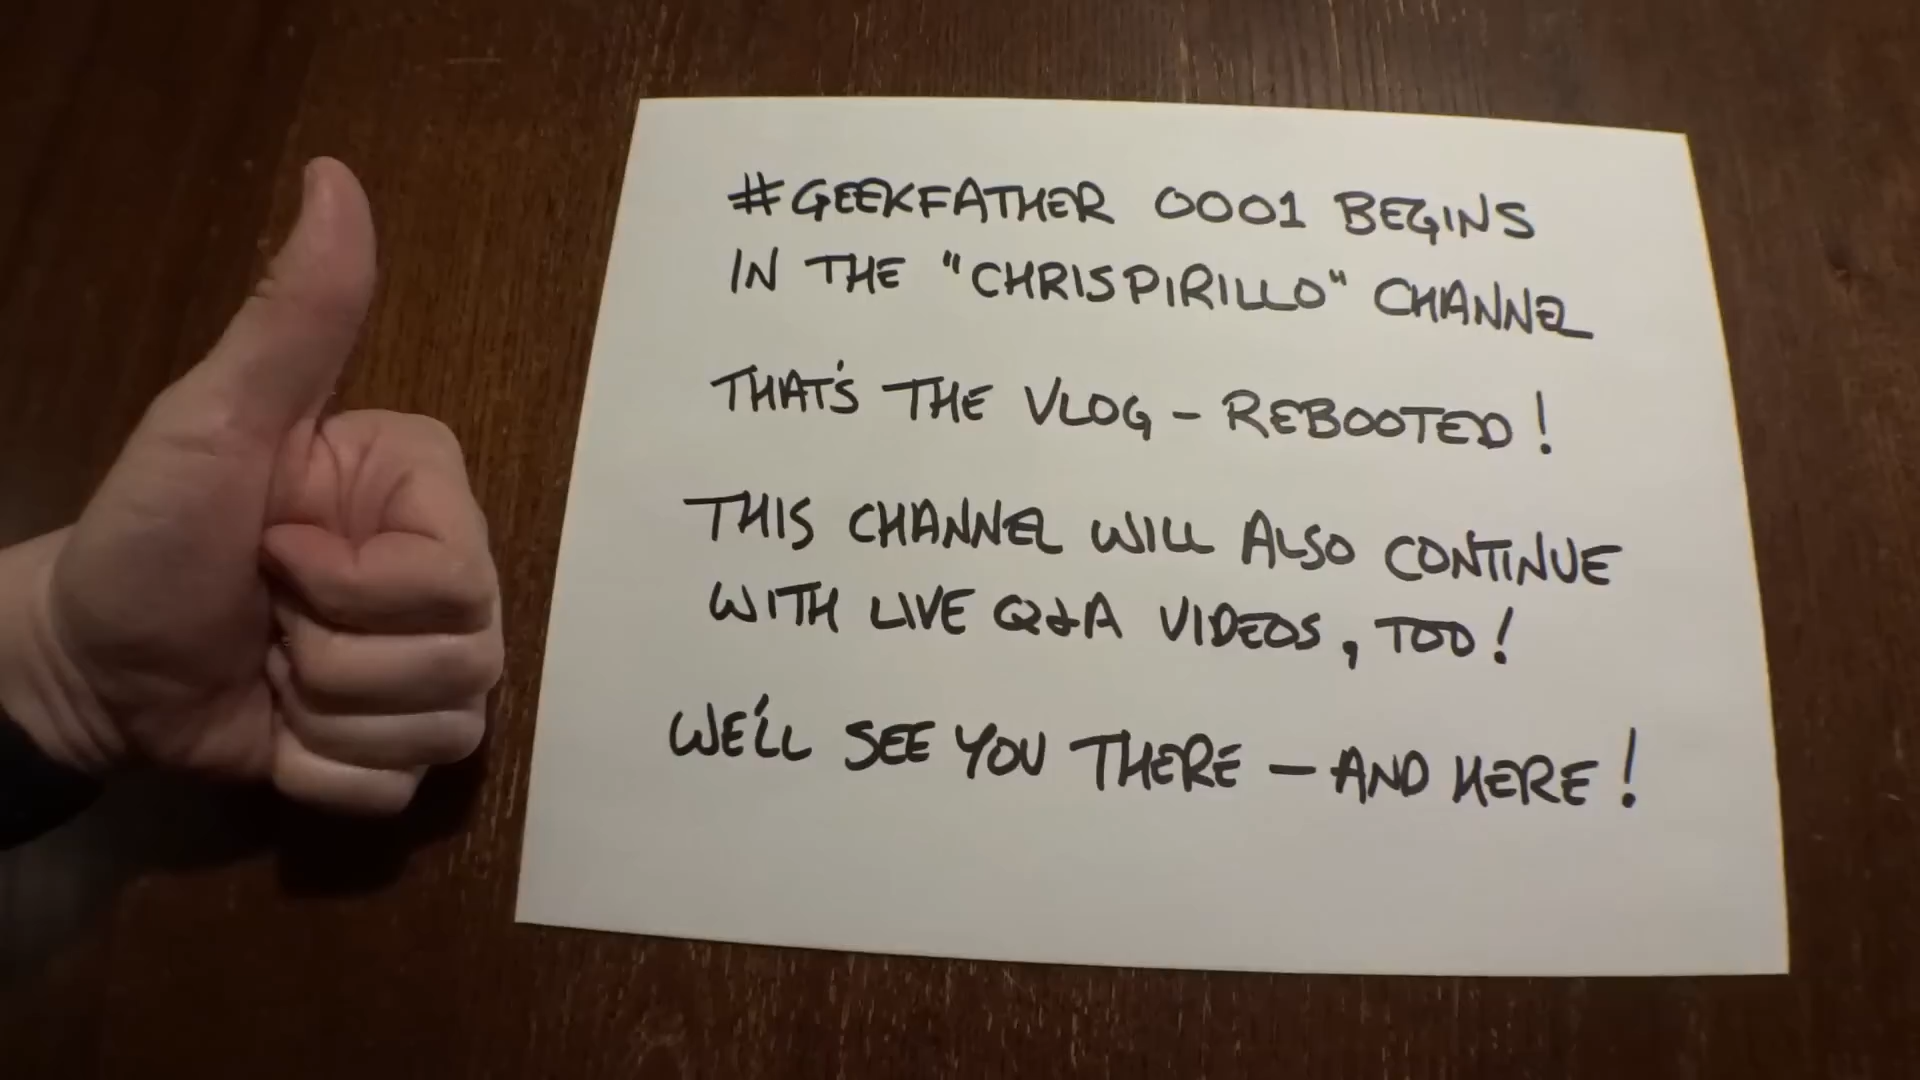 #GEEKFATHER 0001 BEGINS
IN THE "CHRISPIRILLO" CHANNEL
THAT'S THE VLOG - REBOOTED!
THIS CHANNEL WILL ALSO CONTINUE
WITH LIVE Q&A VIDEOS, TOO!
WE'LL SEE YOU THERE - AND HERE!